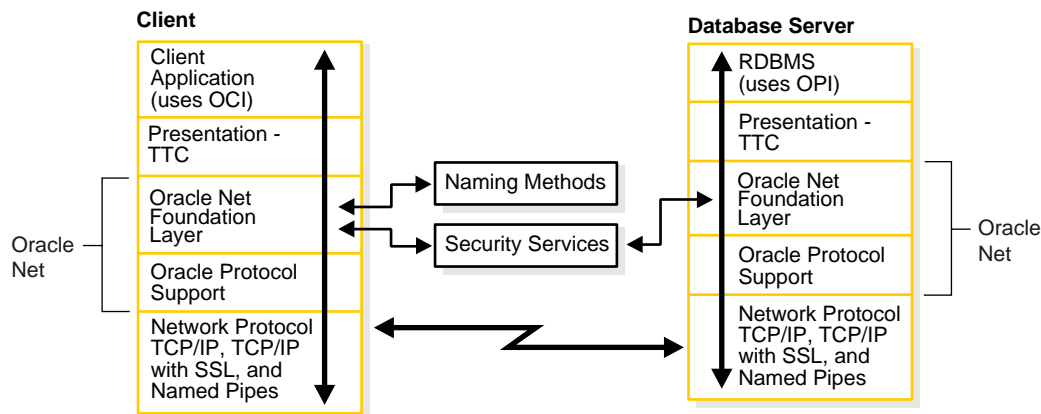 Client
Client
Application
(uses OCI)
Presentation -
TTC
Oracle Net
Foundation
Layer
Oracle Protocol
Support
Network Protocol
TCP/IP, TCP/IP
with SSL, and
Named Pipes
Oracle
Net
Naming Methods
Security Services
Database Server
RDBMS
(uses OPI)
Presentation -
TTC
Oracle Net
Foundation
Layer
Oracle Protocol
Support
Network Protocol
TCP/IP, TCP/IP
with SSL, and
Named Pipes
Oracle
Net